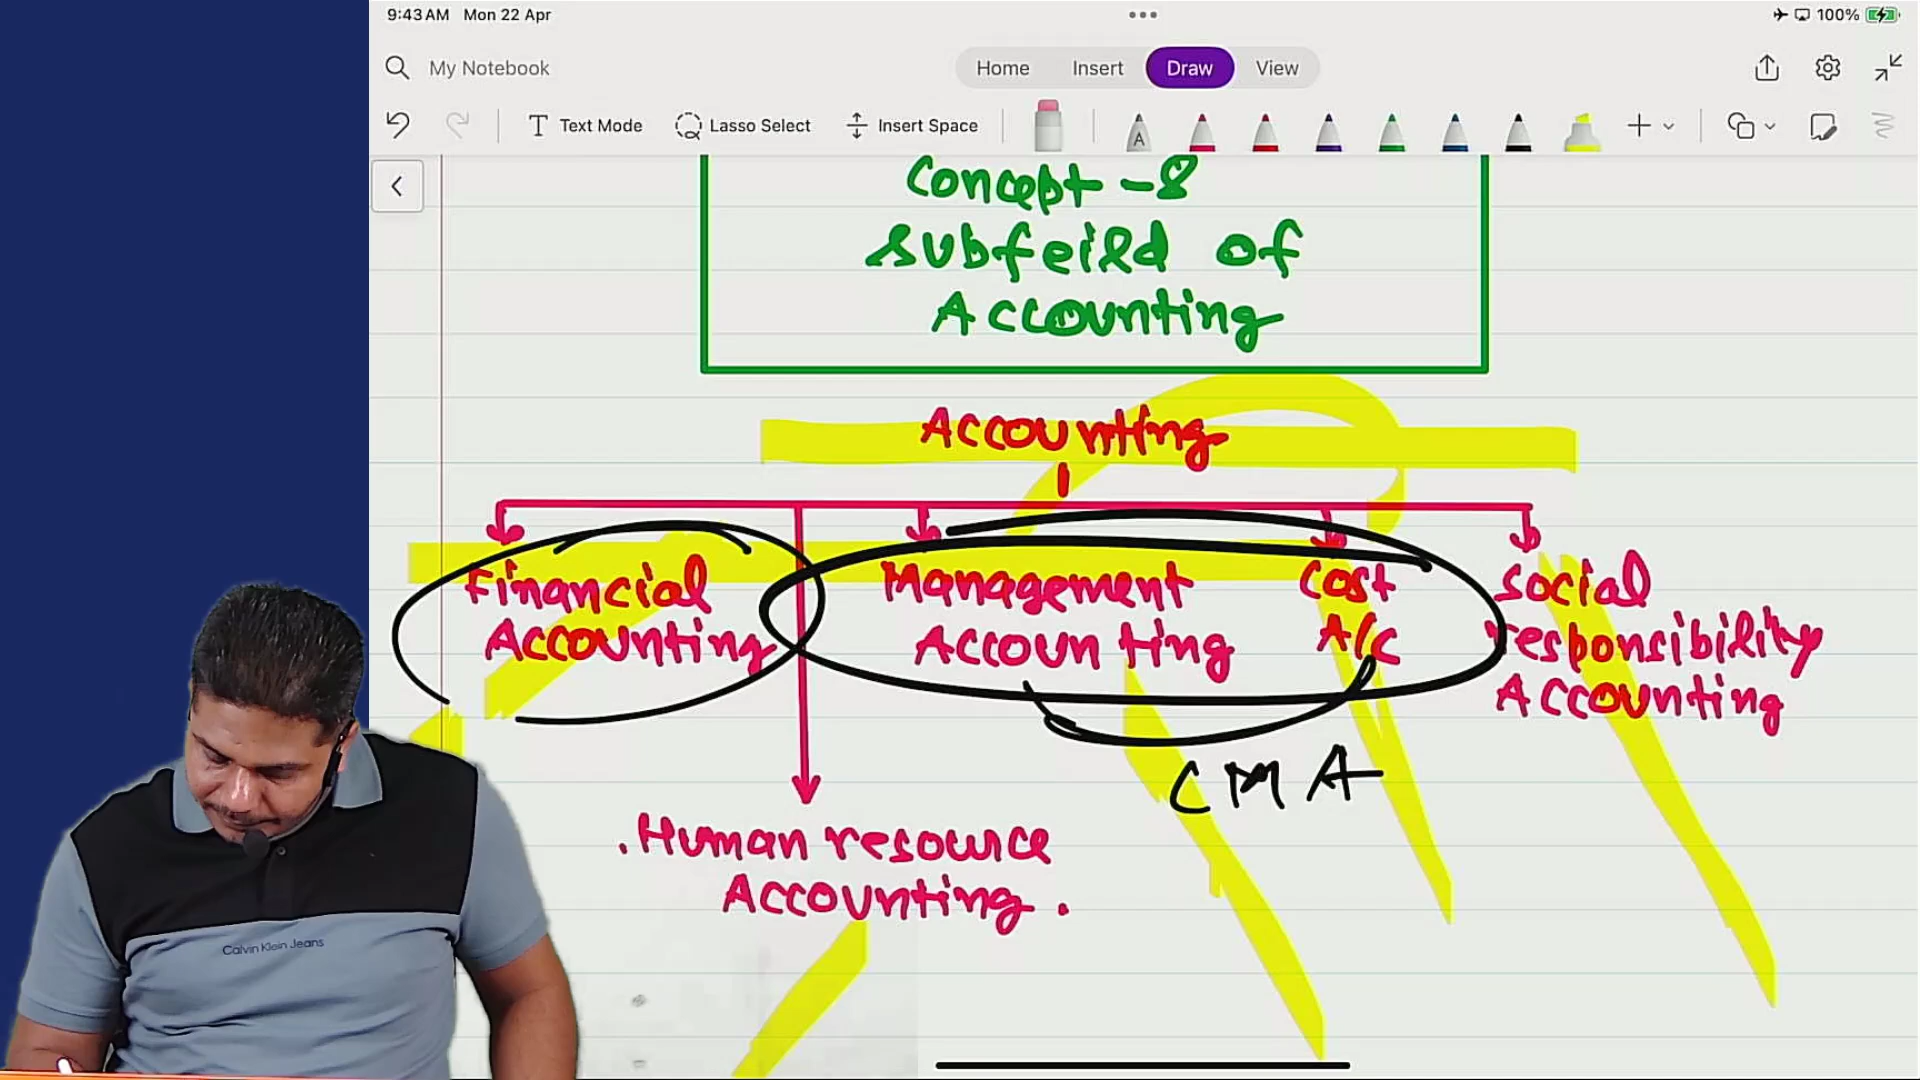 9:43 AM Mon 22 Apr
100%
My Notebook
Home Insert Draw View
Text Mode Lasso Select Insert Space
A
Concept - 8
Subfeild of
Accounting
Accounting
Financial Management Cost Social
Accounting Accounting A/C responsibility
Accounting
C M A
. Human resource
Accounting .
Calvin Klein Jeans